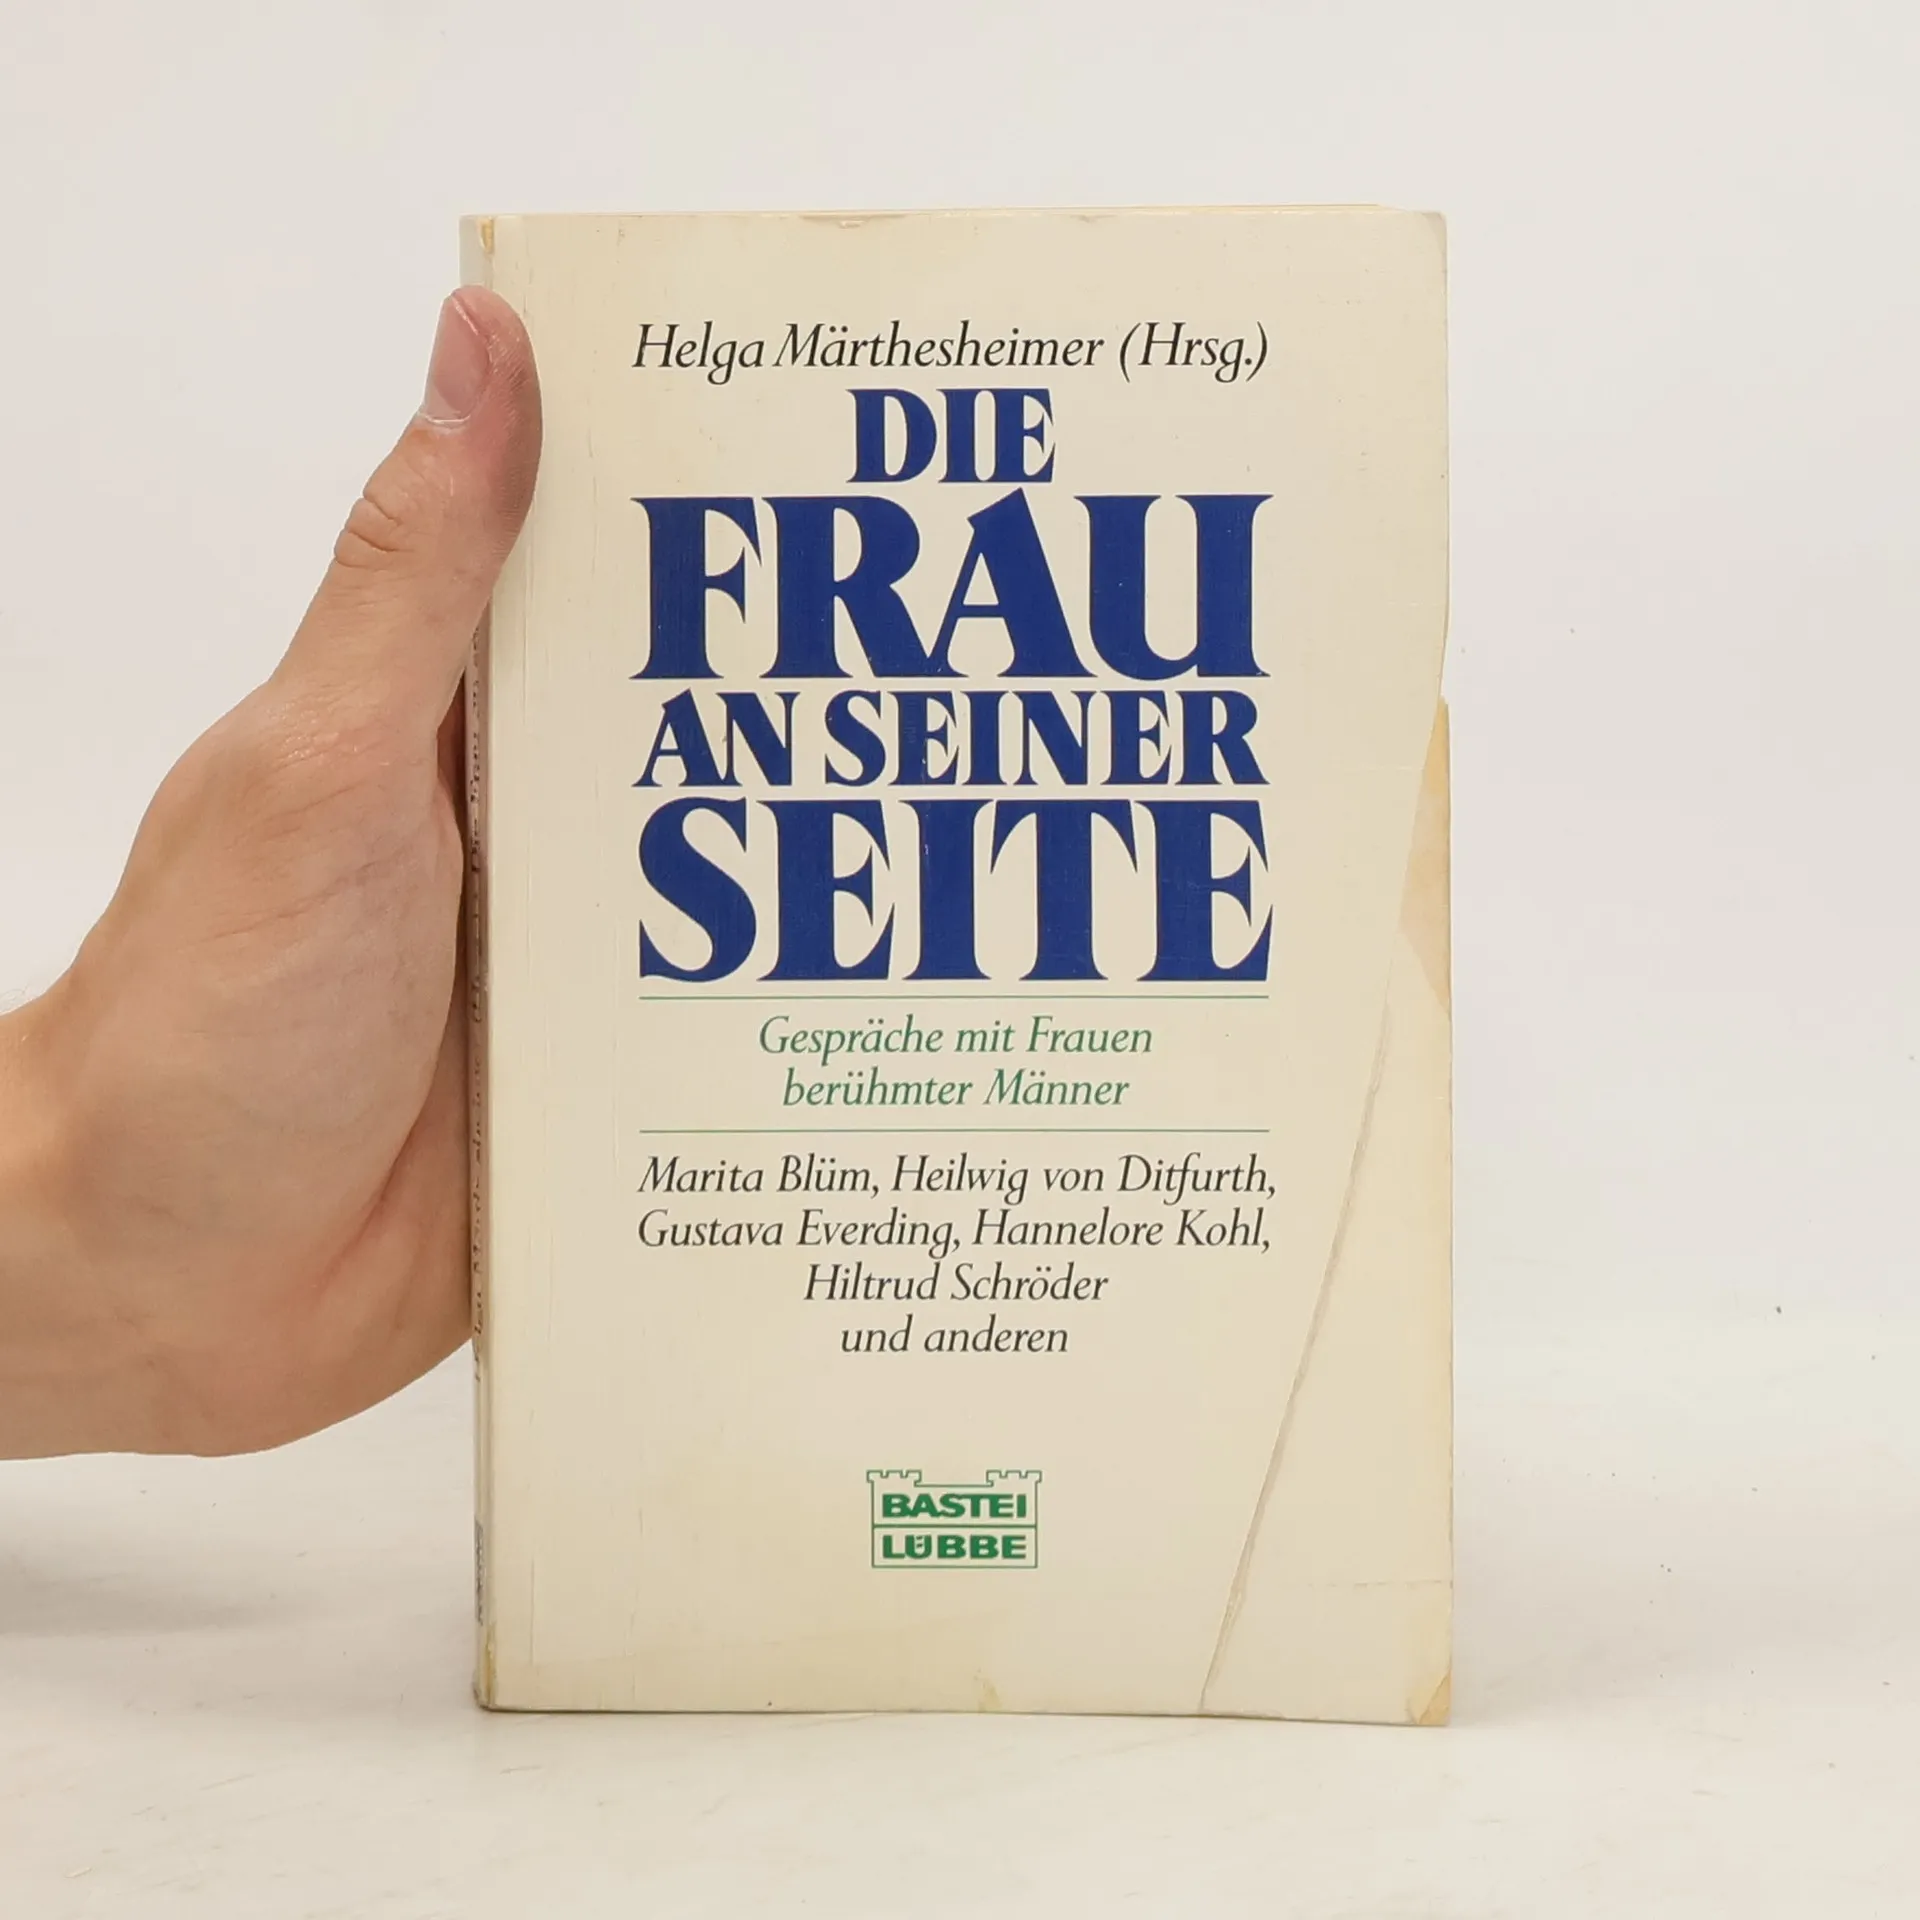 Helga Märthesheimer (Hrsg.)
DIE
FRAU
AN SEINER
SEITE
Gespräche mit Frauen
berühmter Männer
Marita Blüm, Heilwig von Ditfurth,
Gustava Everding, Hannelore Kohl,
Hiltrud Schröder
und anderen
BASTEI
LÜBBE